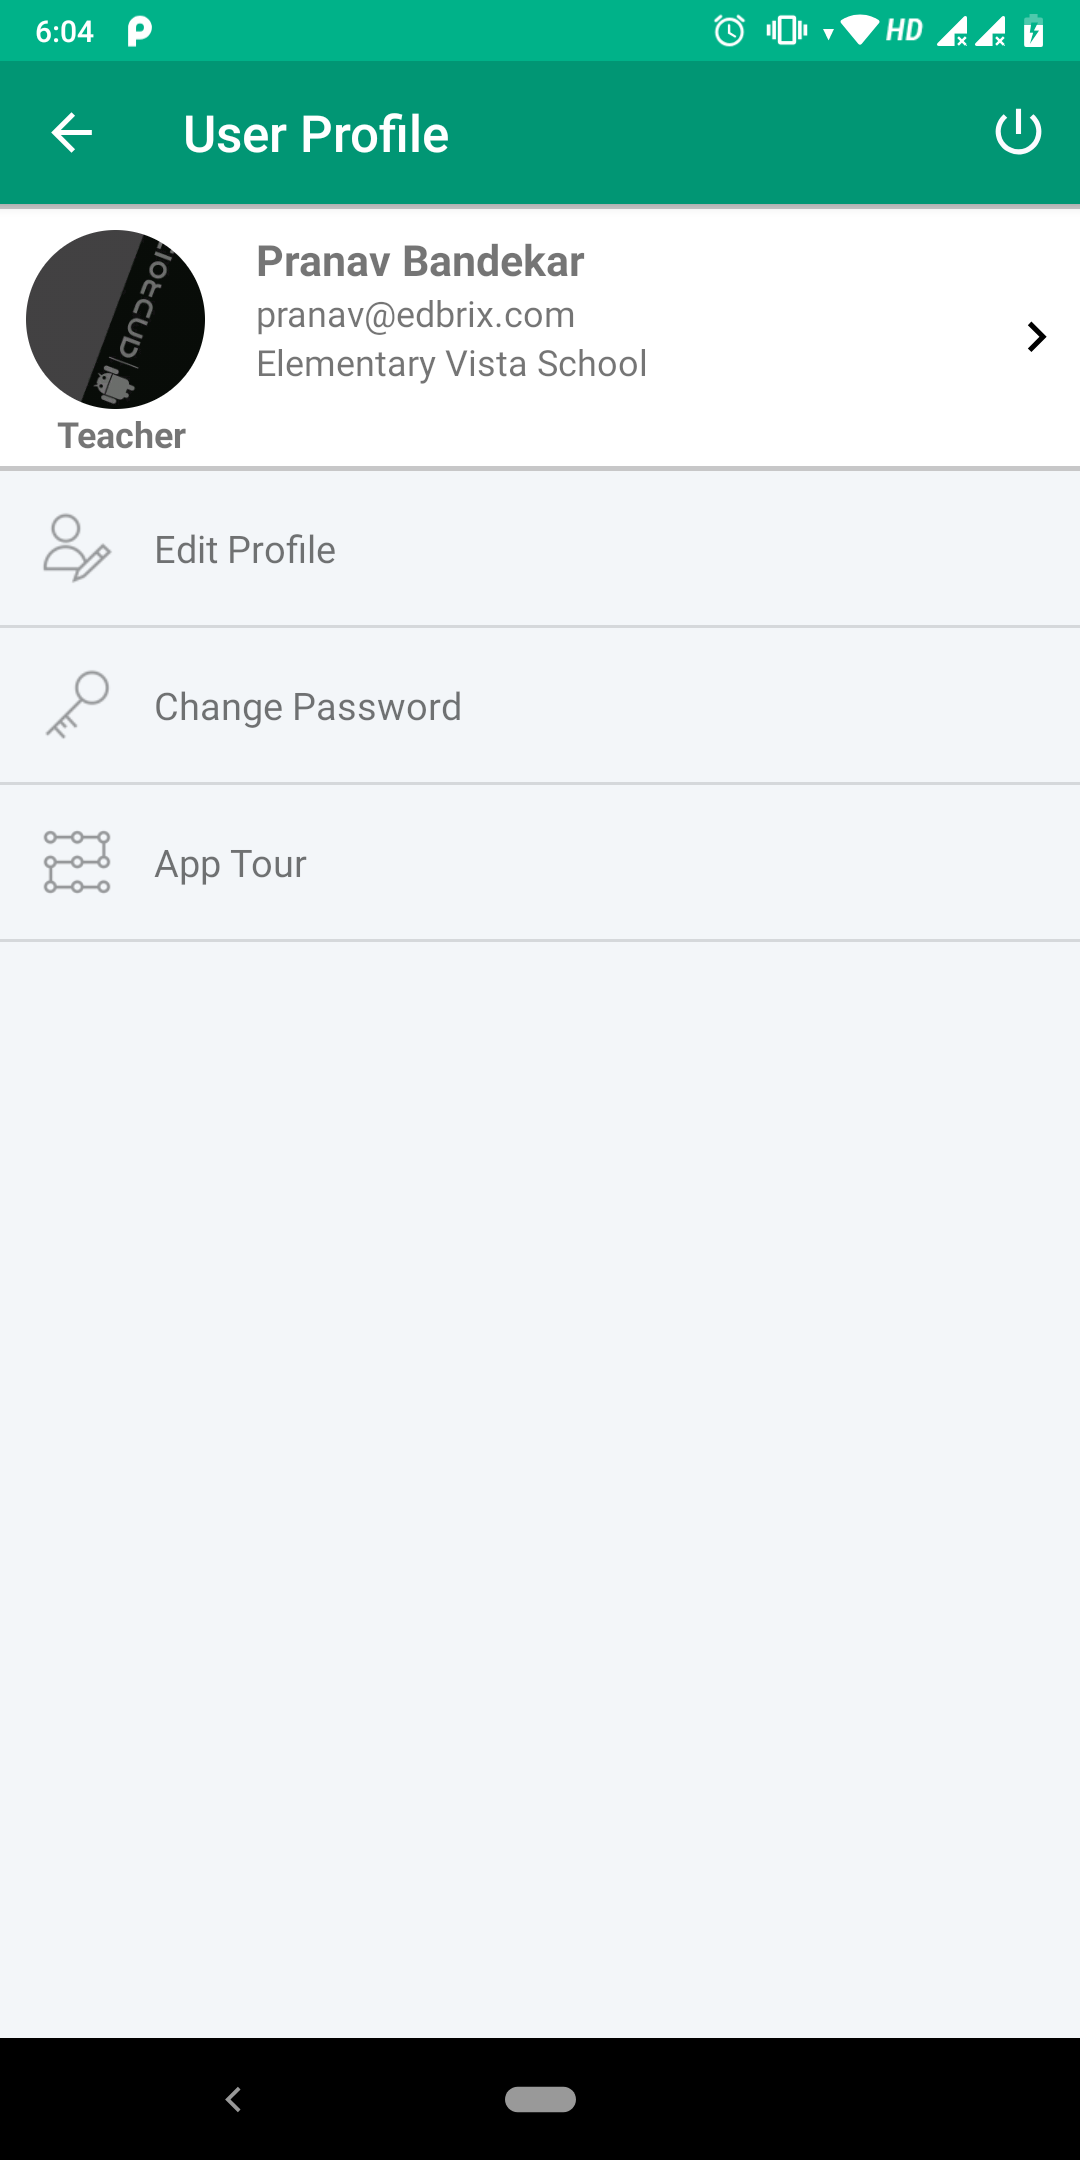 6:04
HD
User Profile
Pranav Bandekar
pranav@edbrix.com
Elementary Vista School
Teacher
Edit Profile
Change Password
App Tour